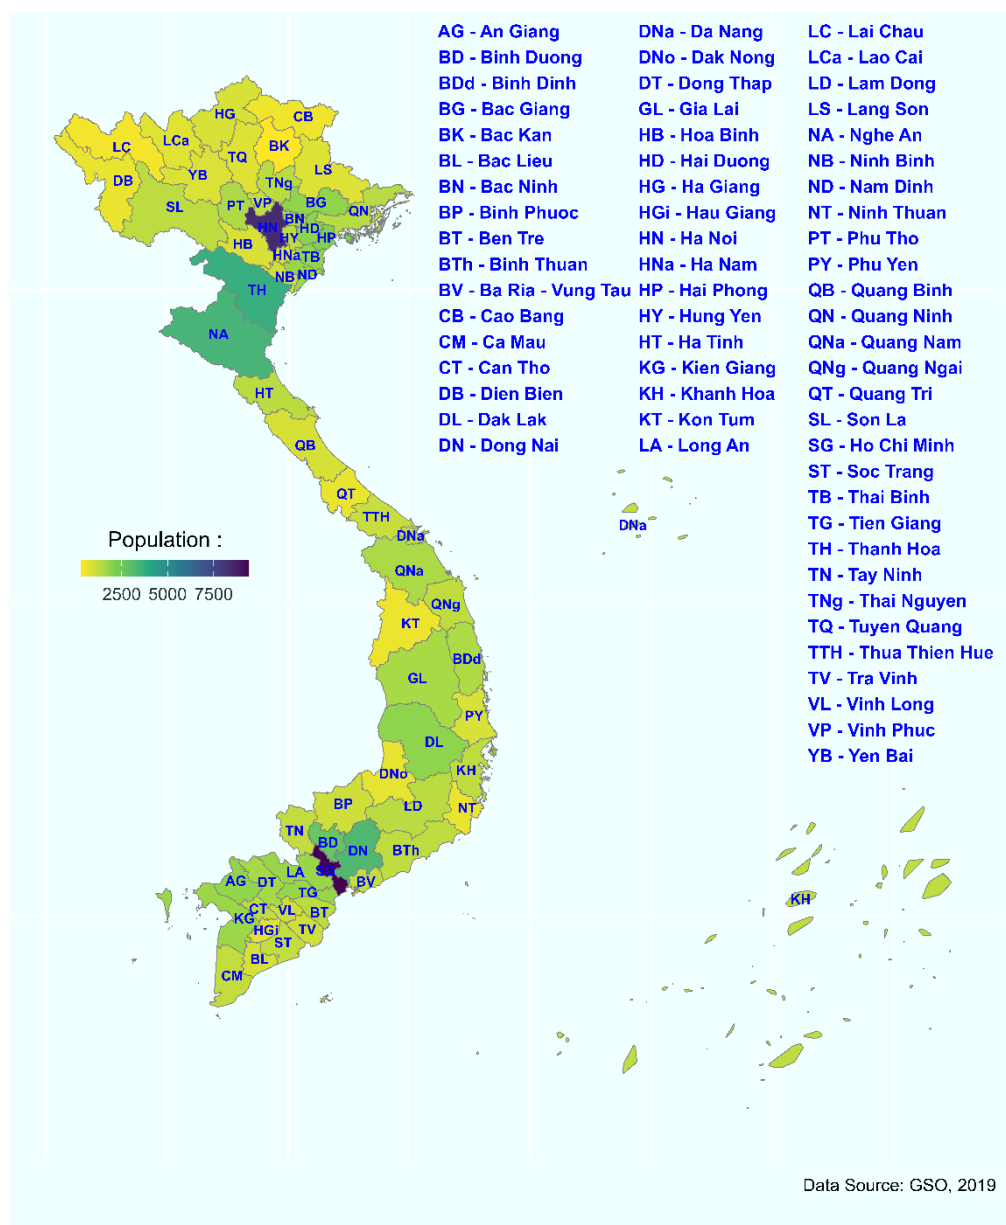 AG - An Giang
BD - Binh Duong
BDd - Binh Dinh
BG - Bac Giang
BK - Bac Kan
BL - Bac Lieu
BN - Bac Ninh
BP - Binh Phuoc
BT - Ben Tre
BTh - Binh Thuan
BV - Ba Ria - Vung Tau
CB - Cao Bang
CM - Ca Mau
CT - Can Tho
DB - Dien Bien
DL - Dak Lak
DN - Dong Nai
DNa - Da Nang
DNo - Dak Nong
DT - Dong Thap
GL - Gia Lai
HB - Hoa Binh
HD - Hai Duong
HG - Ha Giang
HGi - Hau Giang
HN - Ha Noi
HNa - Ha Nam
HP - Hai Phong
HY - Hung Yen
HT - Ha Tinh
KG - Kien Giang
KH - Khanh Hoa
KT - Kon Tum
LA - Long An
LC - Lai Chau
LCa - Lao Cai
LD - Lam Dong
LS - Lang Son
NA - Nghe An
NB - Ninh Binh
ND - Nam Dinh
NT - Ninh Thuan
PT - Phu Tho
PY - Phu Yen
QB - Quang Binh
QN - Quang Ninh
QNa - Quang Nam
QNg - Quang Ngai
QT - Quang Tri
SL - Son La
SG - Ho Chi Minh
ST - Soc Trang
TB - Thai Binh
TG - Tien Giang
TH - Thanh Hoa
TN - Tay Ninh
TNg - Thai Nguyen
TQ - Tuyen Quang
TTH - Thua Thien Hue
TV - Tra Vinh
VL - Vinh Long
VP - Vinh Phuc
YB - Yen Bai
HG
CB
LC
LCa
BK
TQ
LS
DB
YB
TNg
SL
PT
VP
BG
QN
BN
HN
HD
HY
HP
HB
HNa
TB
NB
ND
TH
NA
HT
QB
QT
TTH
DNa
DNa
QNa
QNg
KT
BDd
GL
PY
DL
KH
DNo
BP
LD
NT
TN
BD
DN
BTh
SG
LA
AG
DT
BV
TG
CT
VL
BT
KG
HGi
TV
ST
BL
CM
KH
Population :
2500 5000 7500
Data Source: GSO, 2019